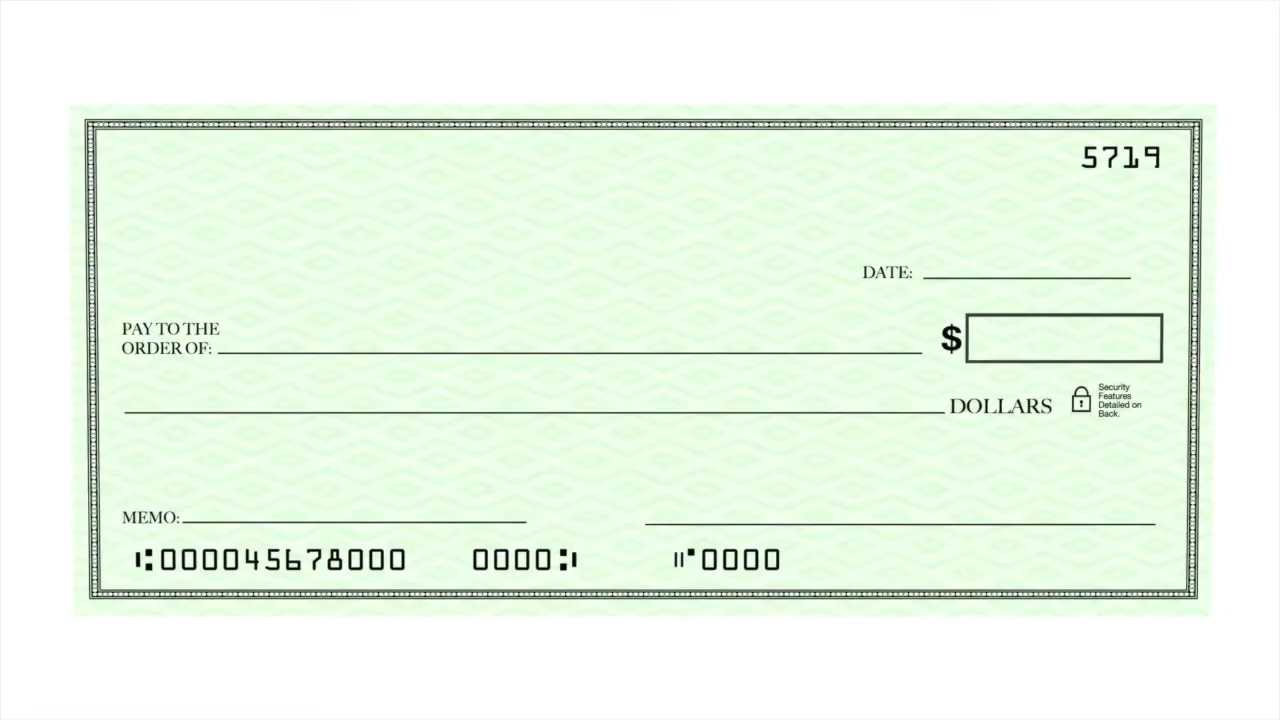 5719
DATE:
PAY TO THE
ORDER OF:
$
DOLLARS
Security
Features
Detailed on
Back.
MEMO:
⑆000045678000 0000⑆ ⑈0000